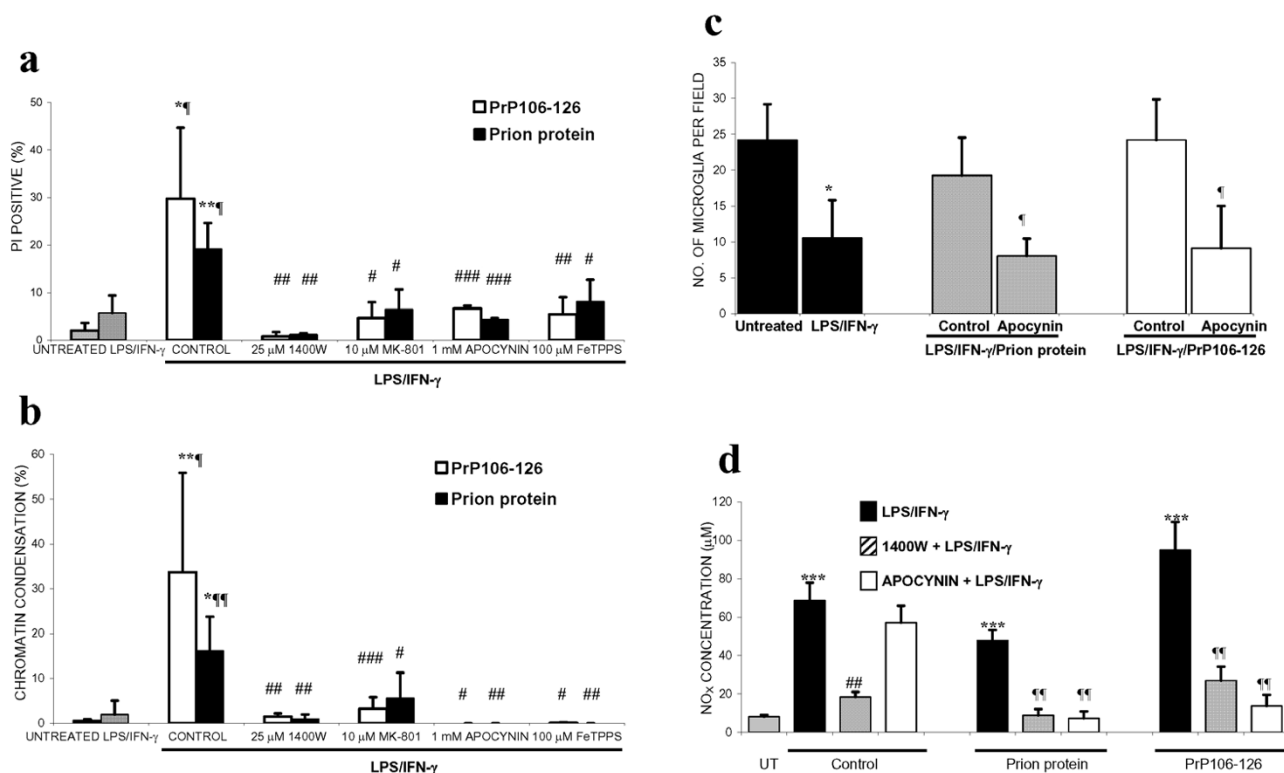 a
50
40
30
20
10
0
PI POSITIVE (%)
PrP106-126
Prion protein
*¶
**¶
## ##
# #
### ###
## #
UNTREATED LPS/IFN-γ CONTROL 25 μM 1400W 10 μM MK-801 1 mM APOCYNIN 100 μM FeTPPS
LPS/IFN-γ
b
60
50
40
30
20
10
0
CHROMATIN CONDENSATION (%)
PrP106-126
Prion protein
**¶
*¶¶
## ##
### #
# ##
# ##
UNTREATED LPS/IFN-γ CONTROL 25 μM 1400W 10 μM MK-801 1 mM APOCYNIN 100 μM FeTPPS
LPS/IFN-γ
c
35
30
25
20
15
10
5
0
NO. OF MICROGLIA PER FIELD
*
¶
¶
Untreated LPS/IFN-γ Control Apocynin Control Apocynin
LPS/IFN-γ/Prion protein LPS/IFN-γ/PrP106-126
d
120
100
80
60
40
20
0
NOx CONCENTRATION (μM)
LPS/IFN-γ
1400W + LPS/IFN-γ
APOCYNIN + LPS/IFN-γ
***
##
***
¶¶ ¶¶
***
¶¶
¶¶
UT Control Prion protein PrP106-126